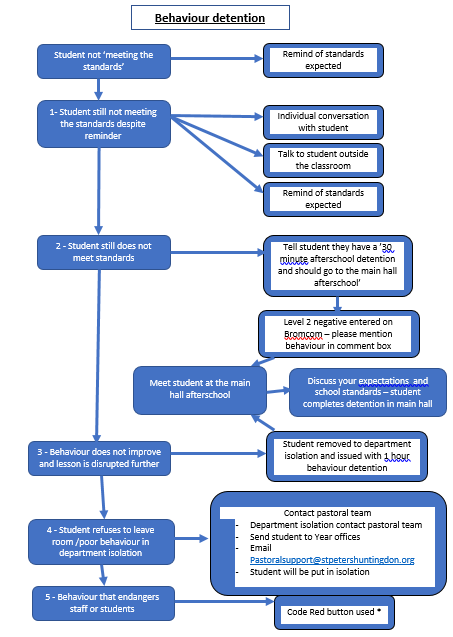 Behaviour detention
Student not 'meeting the
standards'
Remind of standards
expected
1- Student still not meeting
the standards despite
reminder
Individual conversation
with student
Talk to student outside
the classroom
Remind of standards
expected
2 - Student still does not
meet standards
Tell student they have a '30
minute afterschool detention
and should go to the main hall
afterschool'
Level 2 negative entered on
Bromcom – please mention
behaviour in comment box
Meet student at the main
hall afterschool
Discuss your expectations and
school standards – student
completes detention in main hall
3 - Behaviour does not improve
and lesson is disrupted further
Student removed to department
isolation and issued with 1 hour
behaviour detention
4 - Student refuses to leave
room /poor behaviour in
department isolation
Contact pastoral team
- Department isolation contact pastoral team
- Send student to Year offices
- Email
Pastoralsupport@stpetershuntingdon.org
- Student will be put in isolation
5 - Behaviour that endangers
staff or students
Code Red button used *